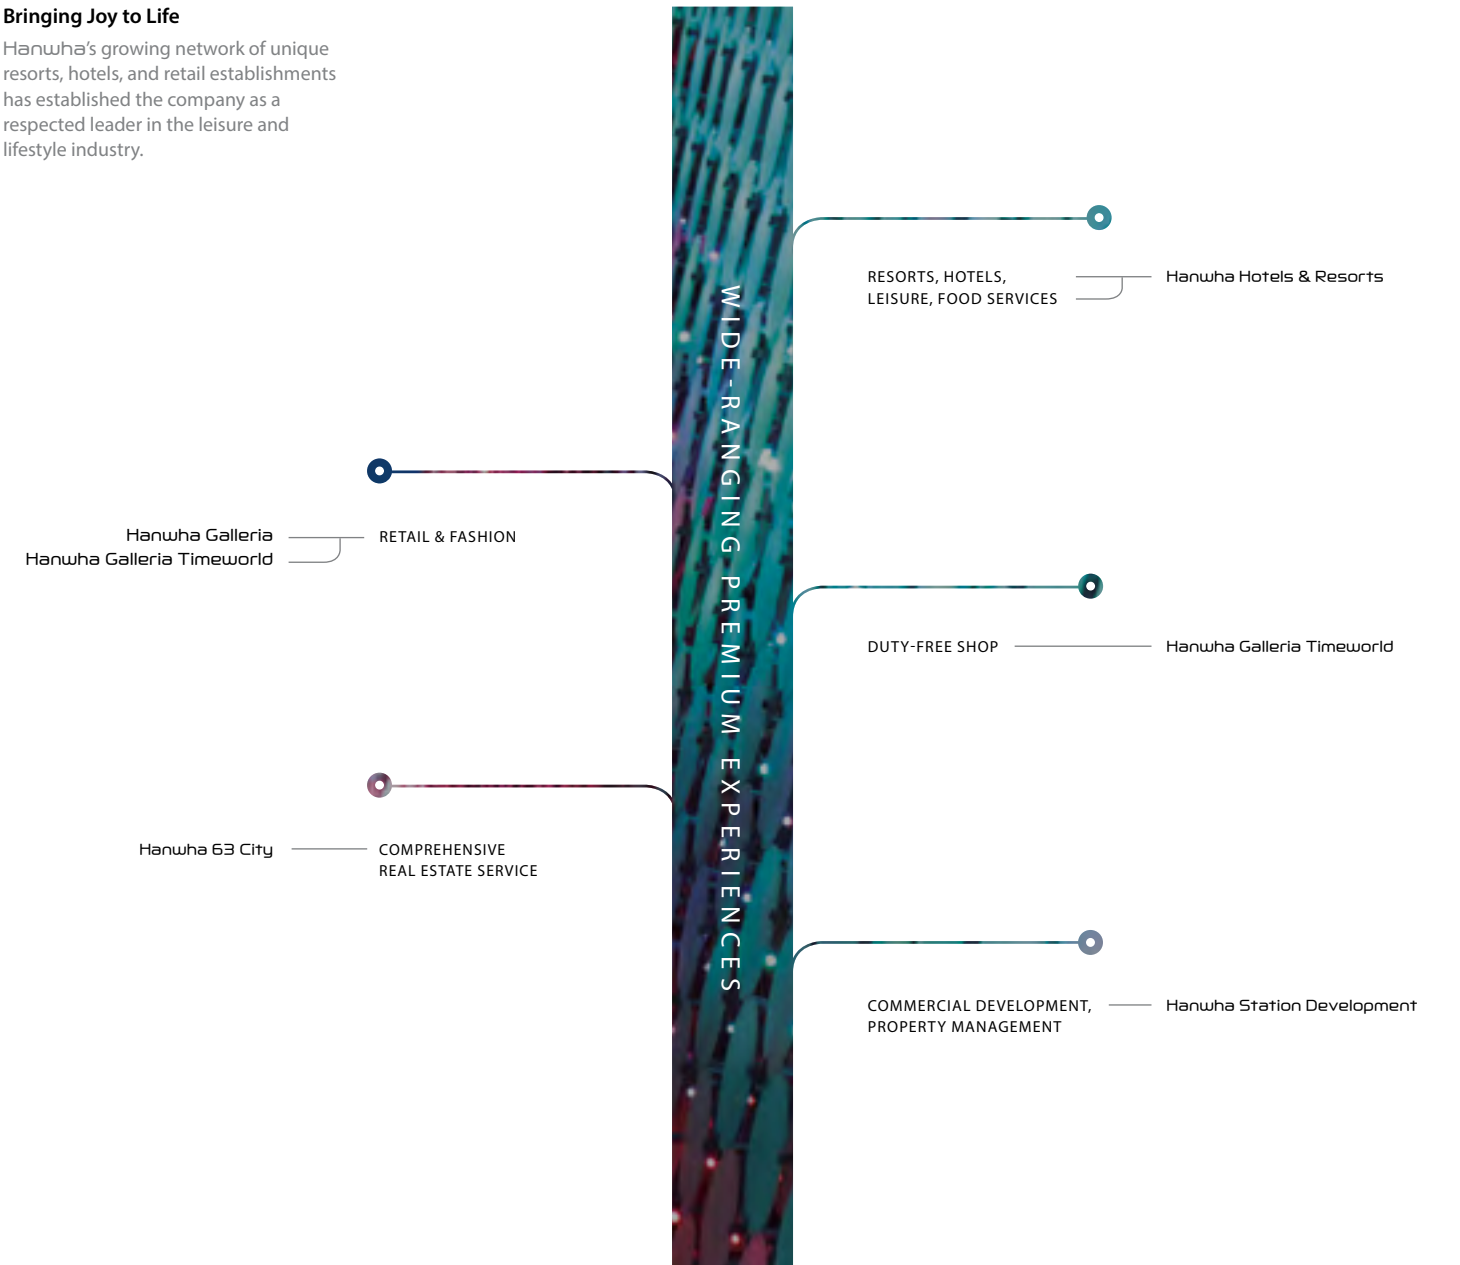 Bringing Joy to Life
Hanwha's growing network of unique
resorts, hotels, and retail establishments
has established the company as a
respected leader in the leisure and
lifestyle industry.
WIDE-RANGING PREMIUM EXPERIENCES
RESORTS, HOTELS,
LEISURE, FOOD SERVICES
Hanwha Hotels & Resorts
Hanwha Galleria
Hanwha Galleria Timeworld
RETAIL & FASHION
DUTY-FREE SHOP
Hanwha Galleria Timeworld
Hanwha 63 City
COMPREHENSIVE
REAL ESTATE SERVICE
COMMERCIAL DEVELOPMENT,
PROPERTY MANAGEMENT
Hanwha Station Development